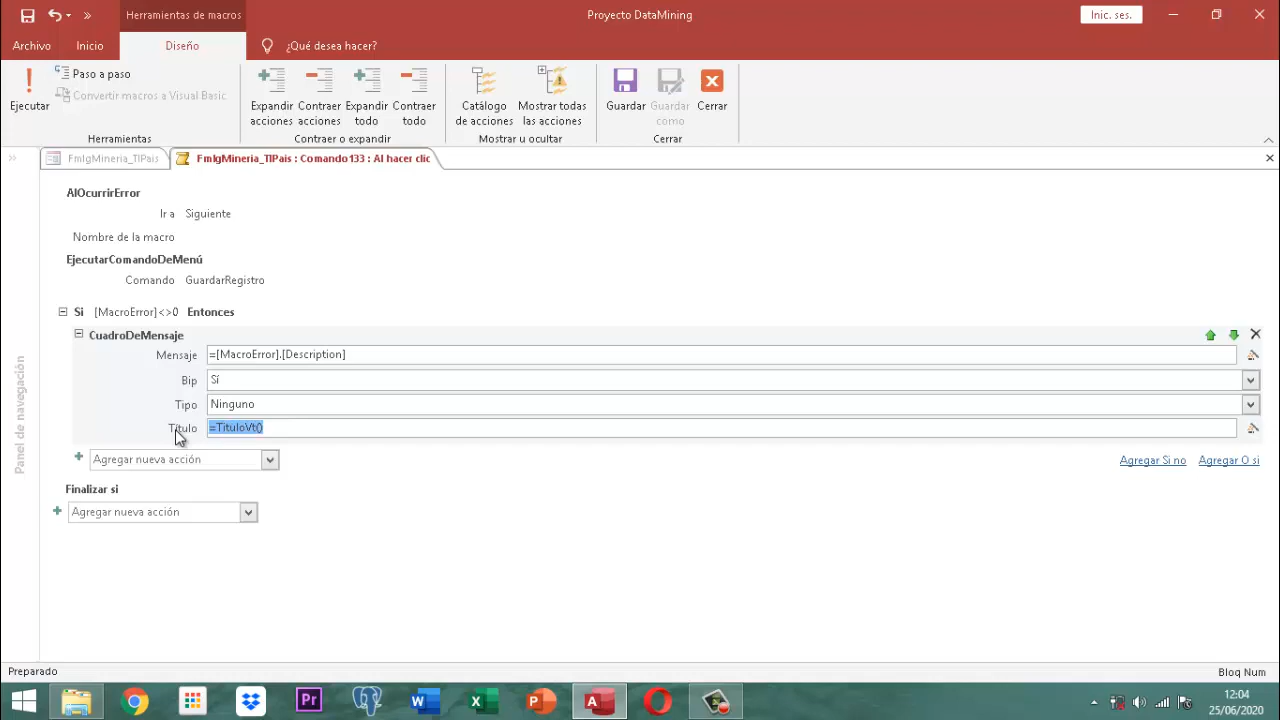 Herramientas de macros
Proyecto DataMining
Inic. ses.
Archivo
Inicio
Diseño
¿Qué desea hacer?
Ejecutar
Paso a paso
Convertir macros a Visual Basic
Herramientas
Expandir acciones
Contraer acciones
Expandir todo
Contraer todo
Contraer o expandir
Catálogo de acciones
Mostrar todas las acciones
Mostrar u ocultar
Guardar
Guardar como
Cerrar
Cerrar
FmIgMineria_TlPais
FmIgMineria_TlPais : Comando133 : Al hacer clic
Panel de navegación
AlOcurrirError
Ir a Siguiente
Nombre de la macro
EjecutarComandoDeMenú
Comando GuardarRegistro
Si [MacroError]<>0 Entonces
CuadroDeMensaje
Mensaje =[MacroError].[Description]
Bip Sí
Tipo Ninguno
Título =TituloVt()
Agregar nueva acción
Agregar Si no Agregar O si
Finalizar si
Agregar nueva acción
Preparado
Bloq Num
Pr
12:04
25/06/2020